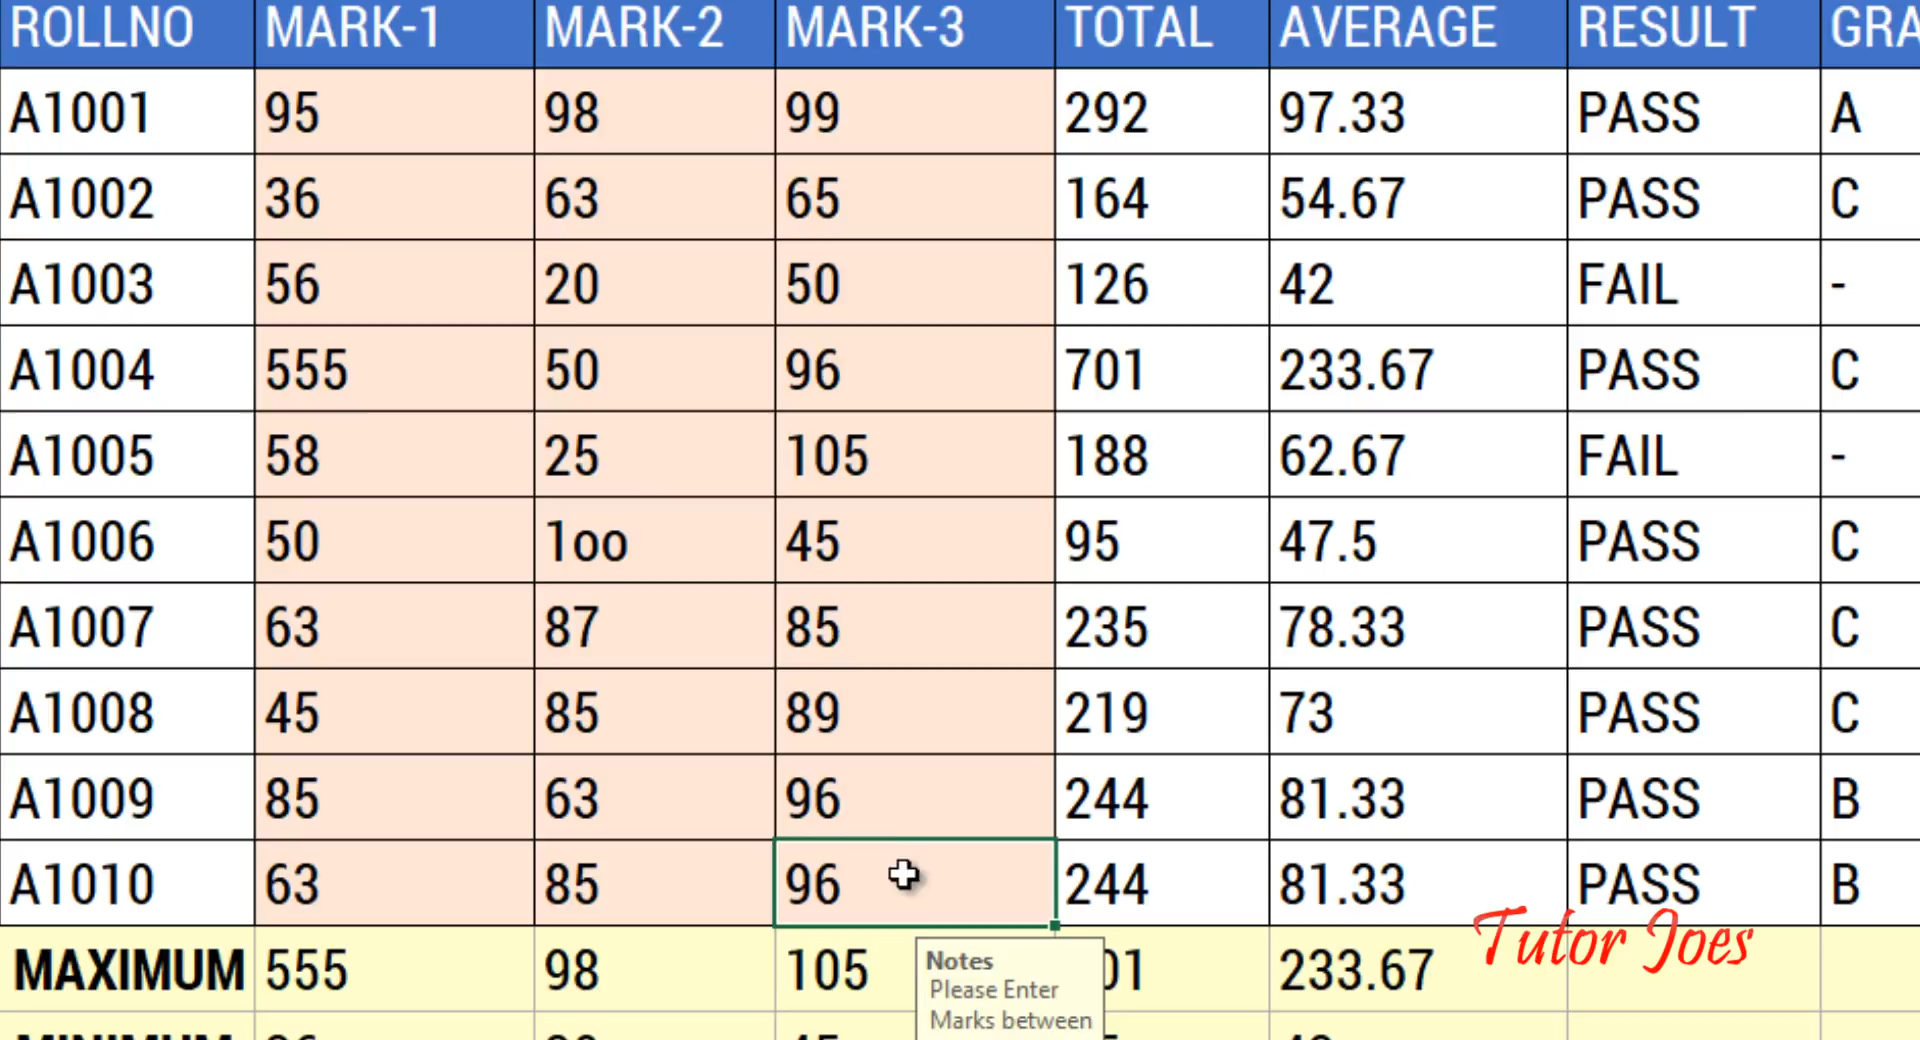 ROLLNO MARK-1 MARK-2 MARK-3 TOTAL AVERAGE RESULT GRA
A1001 95 98 99 292 97.33 PASS A
A1002 36 63 65 164 54.67 PASS C
A1003 56 20 50 126 42 FAIL -
A1004 555 50 96 701 233.67 PASS C
A1005 58 25 105 188 62.67 FAIL -
A1006 50 1oo 45 95 47.5 PASS C
A1007 63 87 85 235 78.33 PASS C
A1008 45 85 89 219 73 PASS C
A1009 85 63 96 244 81.33 PASS B
A1010 63 85 96 244 81.33 PASS B
MAXIMUM 555 98 105 01 233.67
Tutor Joes
Notes
Please Enter
Marks between